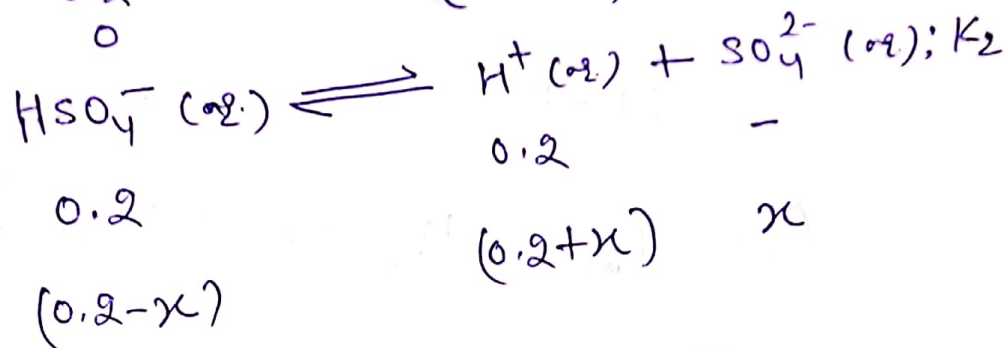 0
HSO₄⁻ (aq.) ⇌ H⁺ (aq) + SO₄²⁻ (aq); K₂
0.2 0.2 -
(0.2-x) (0.2+x) x